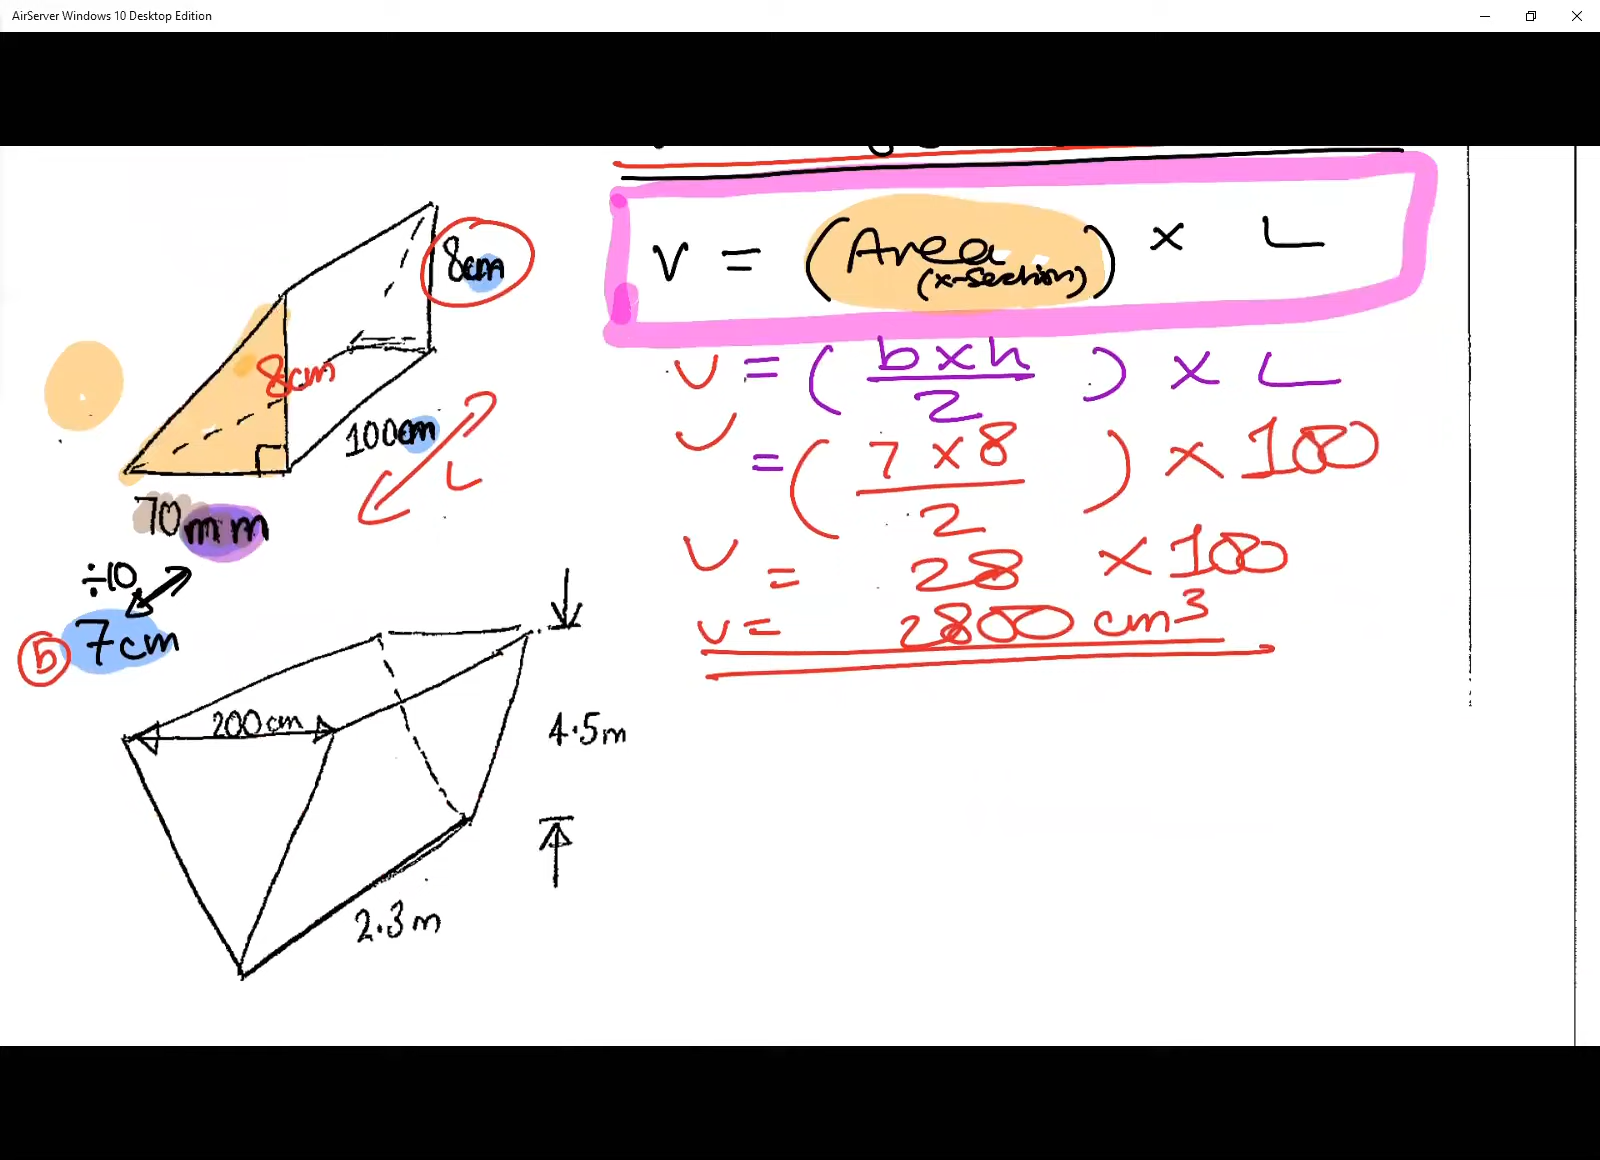 AirServer Windows 10 Desktop Edition
V = (Area (x-section)) × L
8cm
V = (b×h/2) × L
8cm
100cm
L
V = (7×8/2) × 100
70mm
÷10
7cm
V = 28 × 100
V = 2800 cm³
5
200cm
4.5m
2.3m